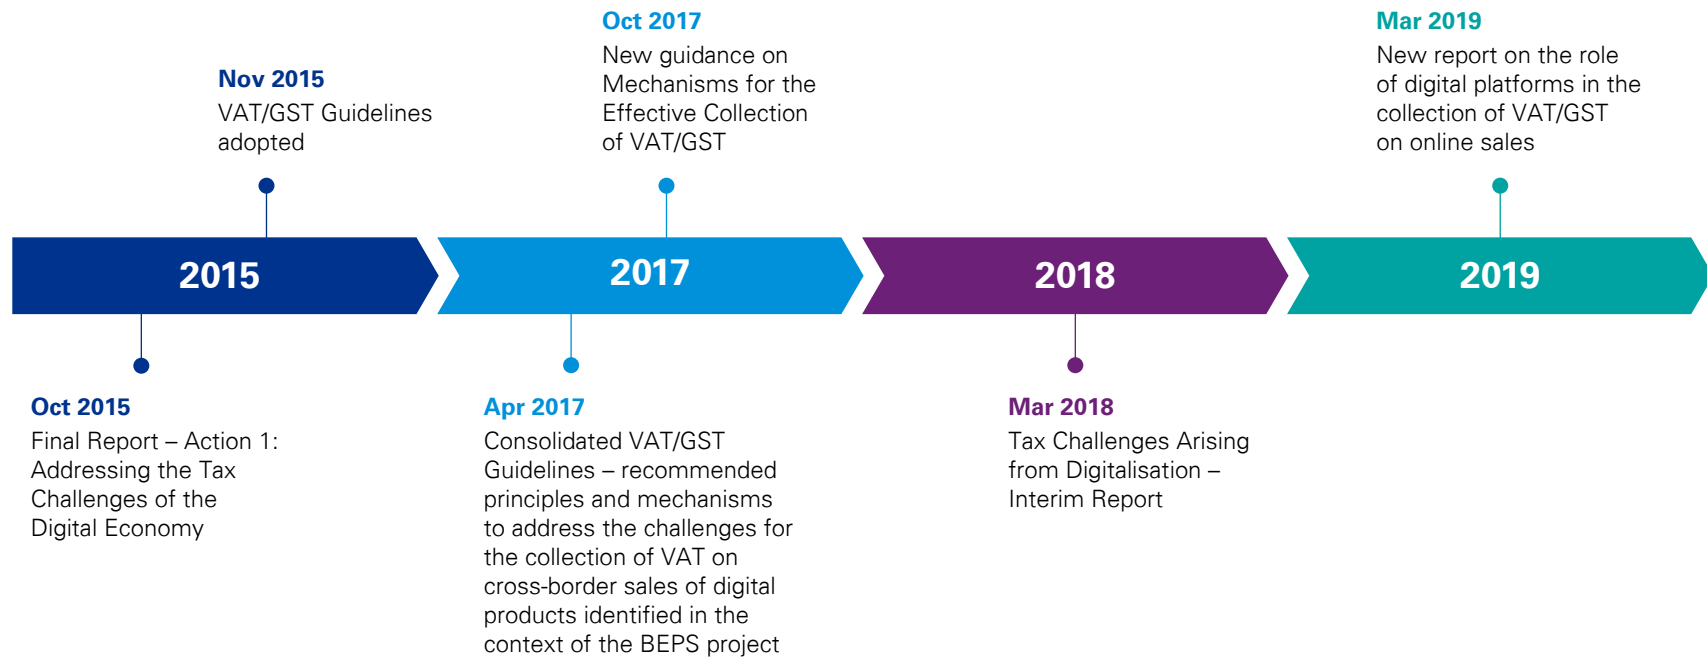 Oct 2017
New guidance on
Mechanisms for the
Effective Collection
of VAT/GST
Mar 2019
New report on the role
of digital platforms in the
collection of VAT/GST
on online sales
Nov 2015
VAT/GST Guidelines
adopted
2015
2017
2018
2019
Oct 2015
Final Report – Action 1:
Addressing the Tax
Challenges of the
Digital Economy
Apr 2017
Consolidated VAT/GST
Guidelines – recommended
principles and mechanisms
to address the challenges for
the collection of VAT on
cross-border sales of digital
products identified in the
context of the BEPS project
Mar 2018
Tax Challenges Arising
from Digitalisation –
Interim Report